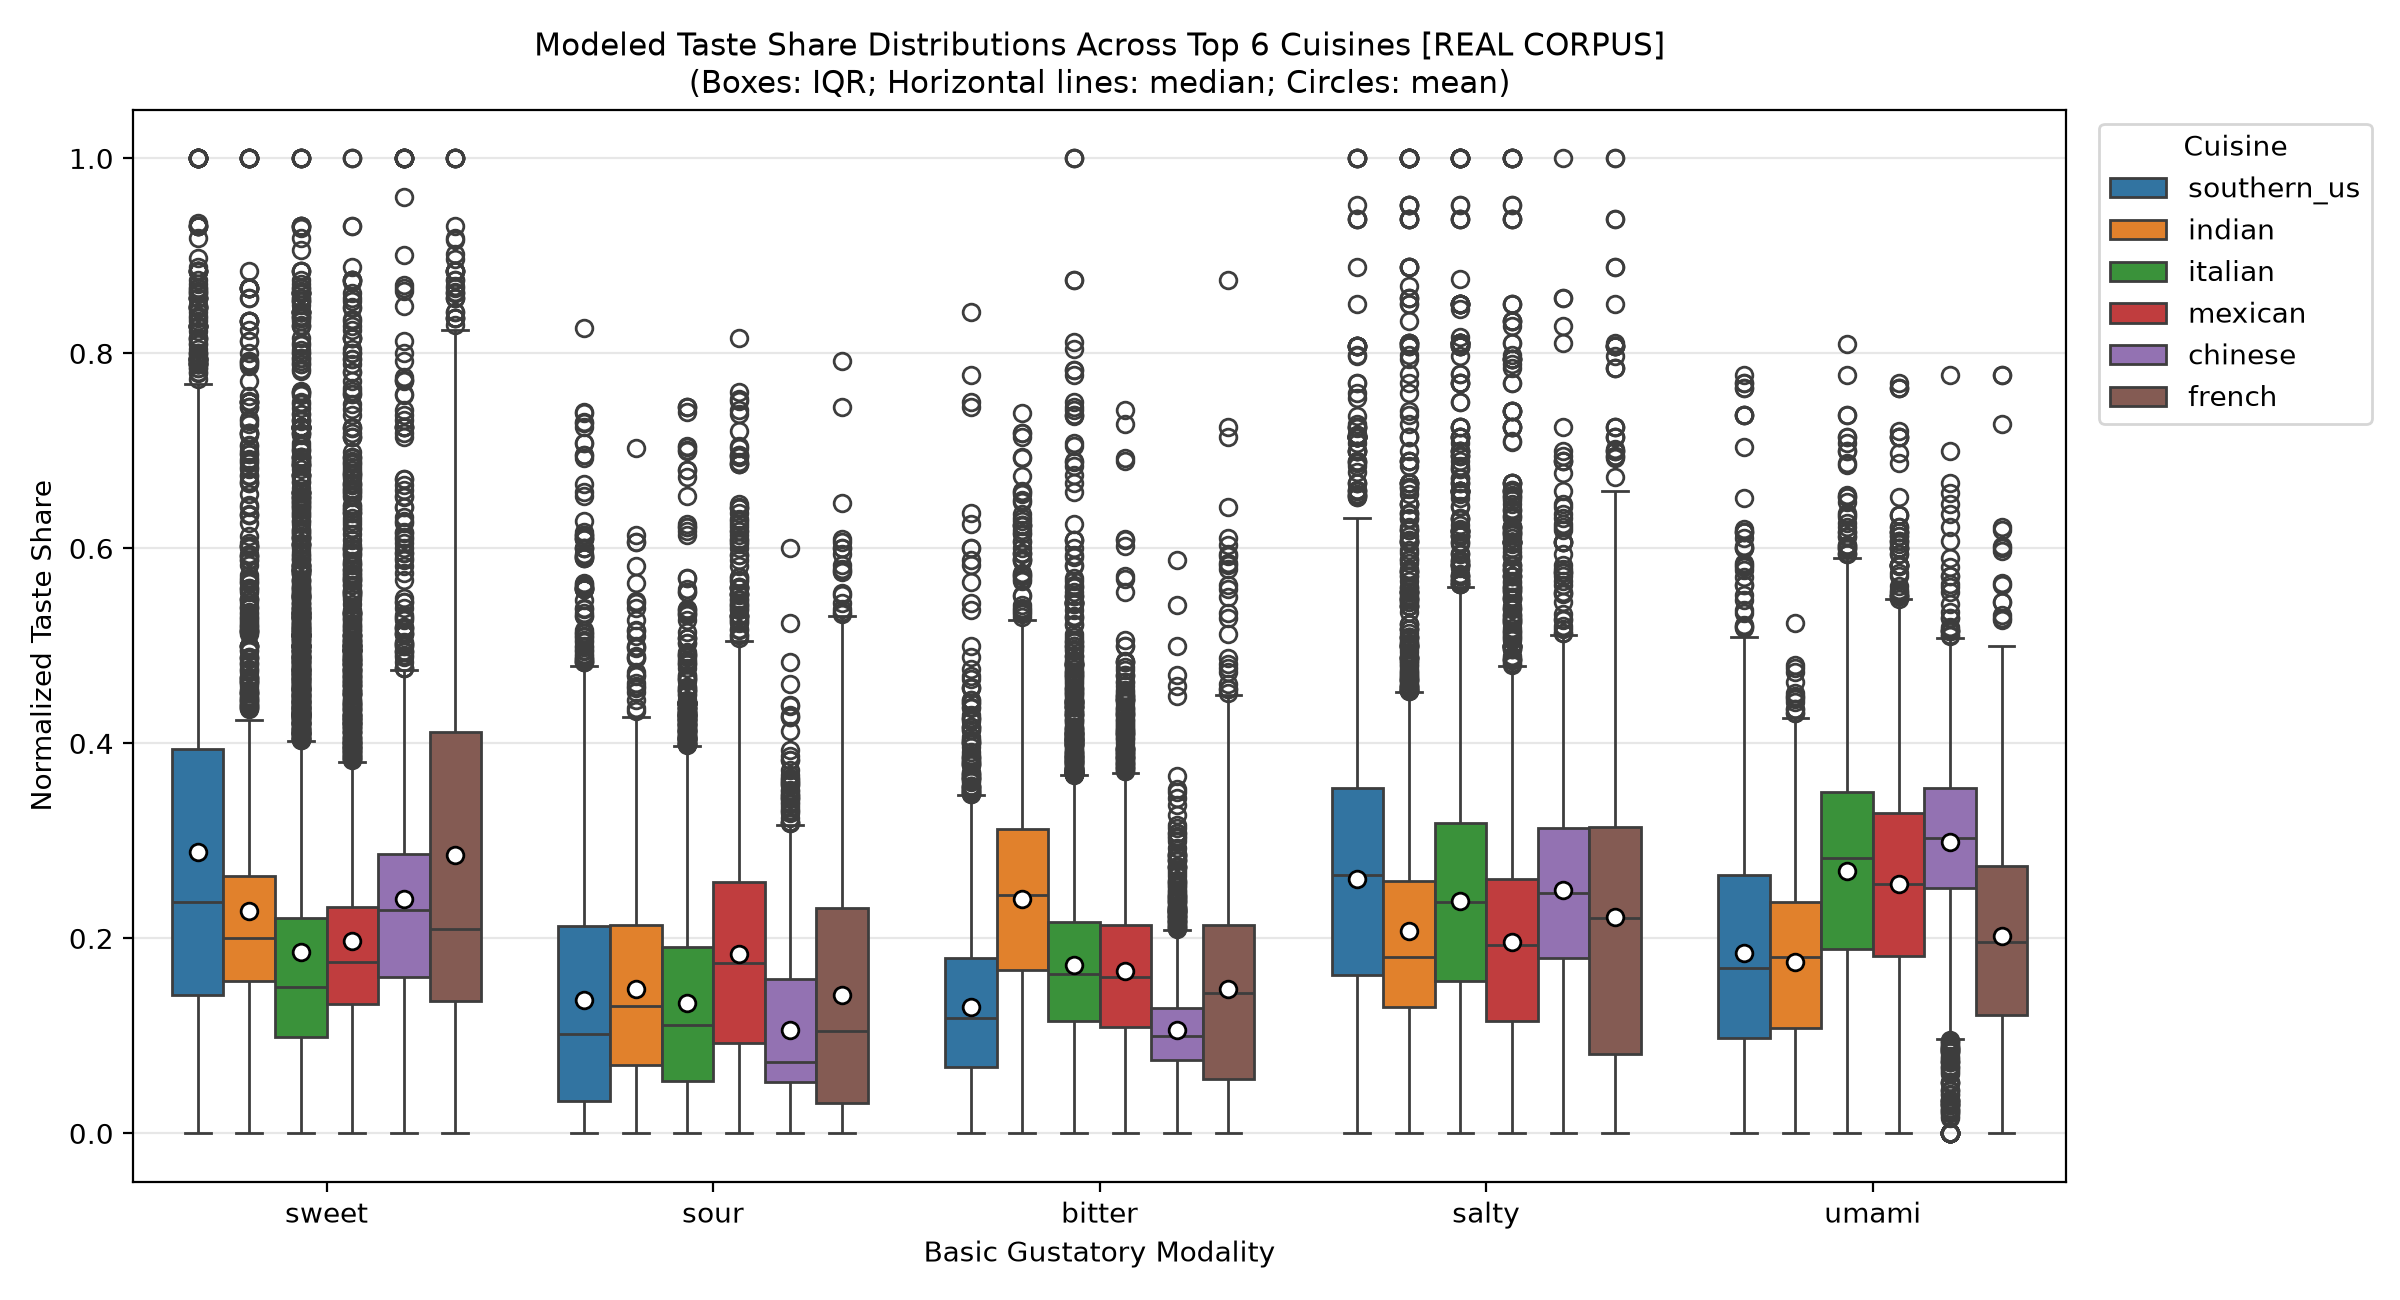 Modeled Taste Share Distributions Across Top 6 Cuisines [REAL CORPUS]
(Boxes: IQR; Horizontal lines: median; Circles: mean)
Normalized Taste Share
1.0
0.8
0.6
0.4
0.2
0.0
sweet
sour
bitter
salty
umami
Basic Gustatory Modality
Cuisine
southern_us
indian
italian
mexican
chinese
french